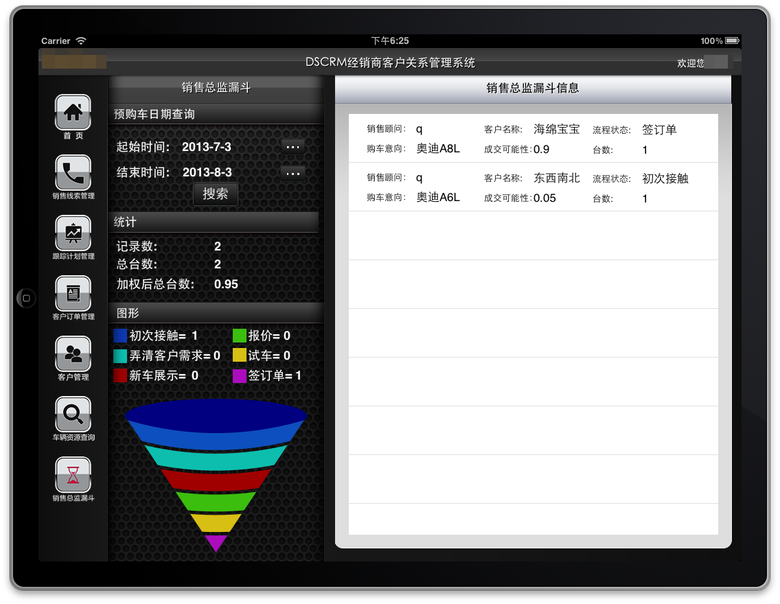 Carrier 下午6:25 100%
DSCRM经销商客户关系管理系统 欢迎您
首 页
销售线索管理
跟踪计划管理
客户订单管理
客户管理
车辆资源查询
销售总监漏斗
销售总监漏斗
预购车日期查询
起始时间: 2013-7-3 ...
结束时间: 2013-8-3 ...
搜索
统计
记录数: 2
总台数: 2
加权后总台数: 0.95
图形
初次接触= 1 报价= 0
弄清客户需求= 0 试车= 0
新车展示= 0 签订单= 1
销售总监漏斗信息
销售顾问: q 客户名称: 海绵宝宝 流程状态: 签订单
购车意向: 奥迪A8L 成交可能性: 0.9 台数: 1
销售顾问: q 客户名称: 东西南北 流程状态: 初次接触
购车意向: 奥迪A6L 成交可能性: 0.05 台数: 1